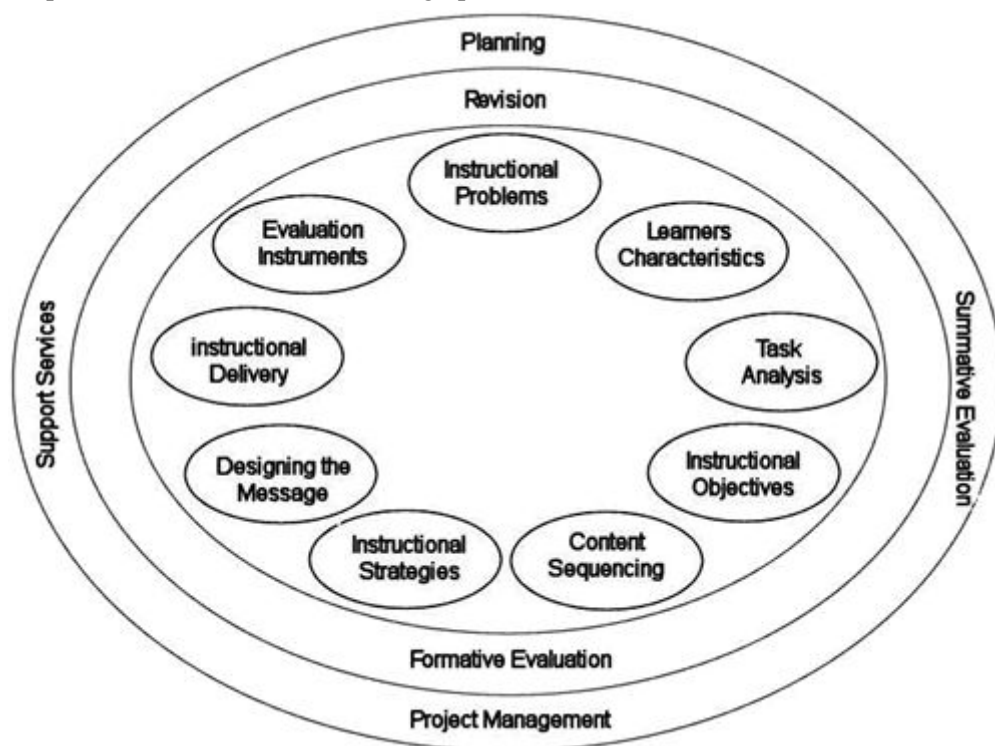 Planning
Revision
Instructional
Problems
Learners
Characteristics
Task
Analysis
Instructional
Objectives
Content
Sequencing
Instructional
Strategies
Designing the
Message
instructional
Delivery
Evaluation
Instruments
Support Services
Summative Evaluation
Formative Evaluation
Project Management